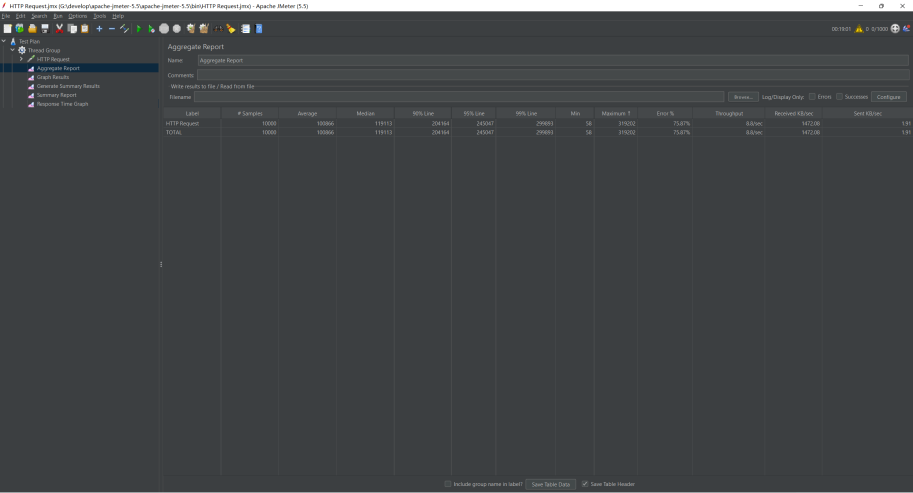 HTTP Request.jmx (G:\develop\apache-jmeter-5.5\apache-jmeter-5.5\bin\HTTP Request.jmx) - Apache JMeter (5.5)
File Edit Search Run Options Tools Help
00:19:01 0 0/1000
Test Plan
Thread Group
HTTP Request
Aggregate Report
Graph Results
Generate Summary Results
Summary Report
Response Time Graph
Aggregate Report
Name: Aggregate Report
Comments:
Write results to file / Read from file
Filename Browse... Log/Display Only: Errors Successes Configure
Label # Samples Average Median 90% Line 95% Line 99% Line Min Maximum ↑ Error % Throughput Received KB/sec Sent KB/sec
HTTP Request 10000 100866 119113 204164 245047 299893 58 319202 75.87% 8.8/sec 1472.08 1.91
TOTAL 10000 100866 119113 204164 245047 299893 58 319202 75.87% 8.8/sec 1472.08 1.91
Include group name in label? Save Table Data Save Table Header